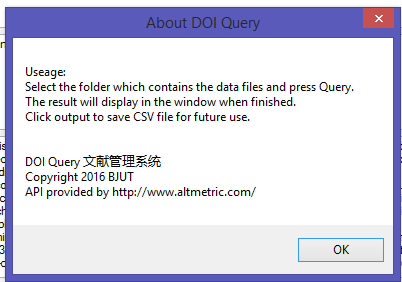 About DOI Query
Useage:
Select the folder which contains the data files and press Query.
The result will display in the window when finished.
Click output to save CSV file for future use.
DOI Query 文献管理系统
Copyright 2016 BJUT
API provided by http://www.altmetric.com/
OK